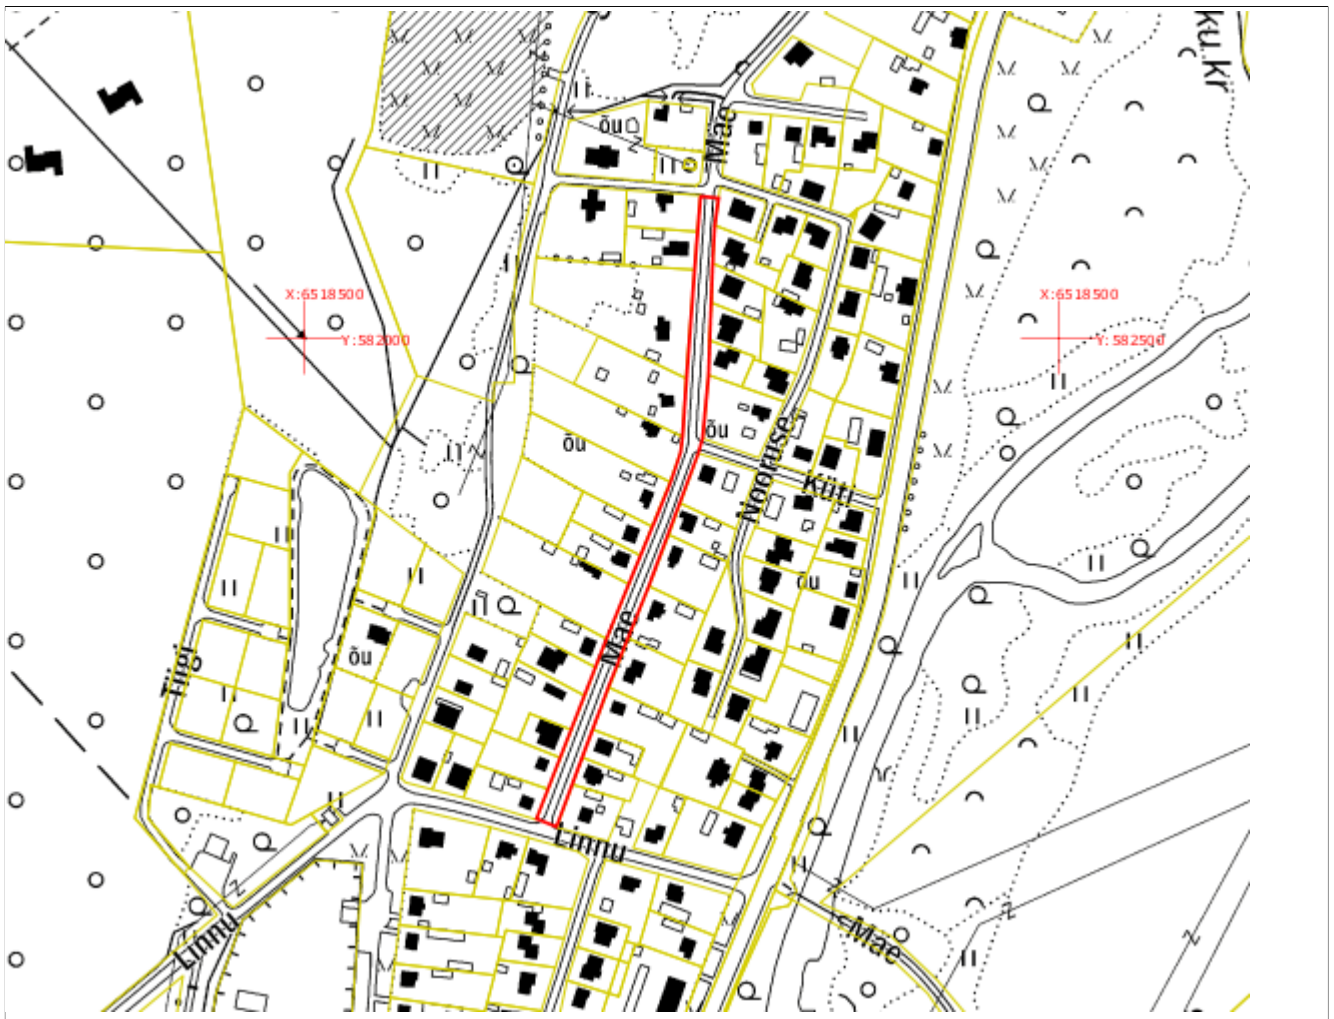 ku.kr
õu
Mäe
X:6518500
Y:582000
X:6518500
Y:582500
õu
õu
Nooruse
Küti
õu
Mäe
õu
Tiigi
Linnu
Linnu
Mäe